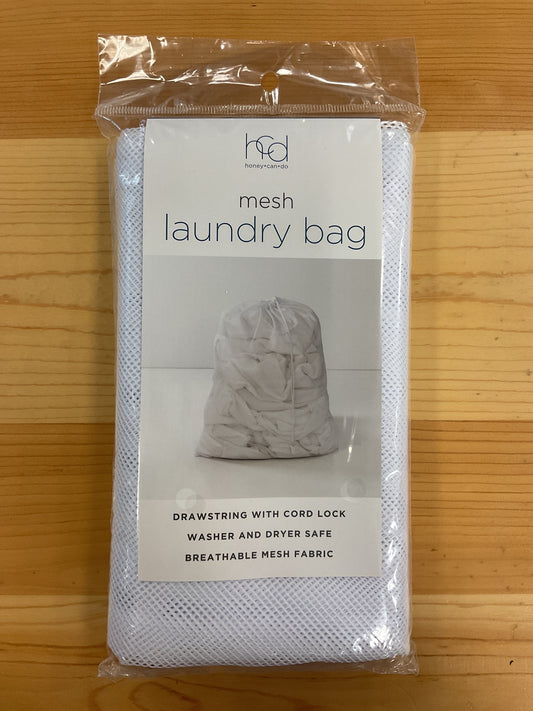 hcd
honey+can+do
mesh
laundry bag
DRAWSTRING WITH CORD LOCK
WASHER AND DRYER SAFE
BREATHABLE MESH FABRIC